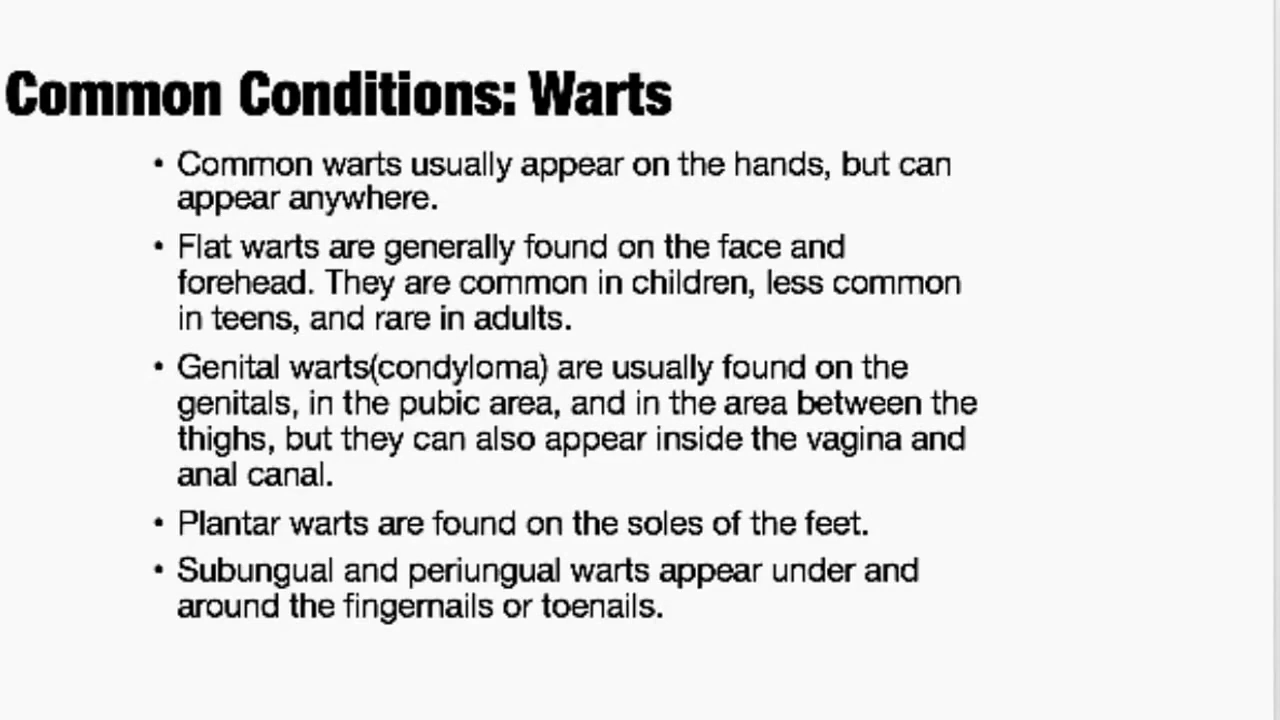 Common Conditions: Warts
• Common warts usually appear on the hands, but can
appear anywhere.
• Flat warts are generally found on the face and
forehead. They are common in children, less common
in teens, and rare in adults.
• Genital warts(condyloma) are usually found on the
genitals, in the pubic area, and in the area between the
thighs, but they can also appear inside the vagina and
anal canal.
• Plantar warts are found on the soles of the feet.
• Subungual and periungual warts appear under and
around the fingernails or toenails.